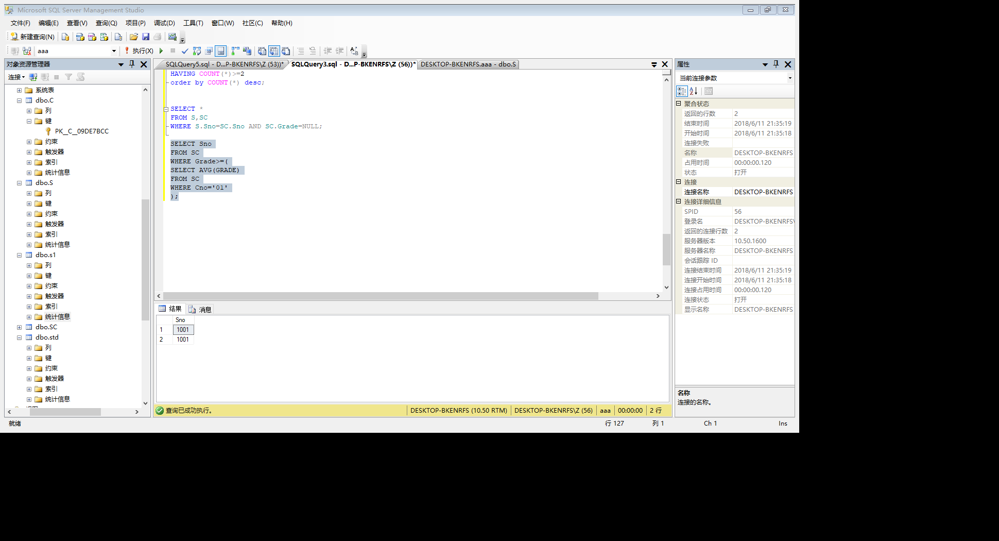 Microsoft SQL Server Management Studio
文件(F) 编辑(E) 查看(V) 查询(Q) 项目(P) 调试(D) 工具(T) 窗口(W) 社区(C) 帮助(H)
新建查询(N)
aaa 执行(X)
对象资源管理器
连接
系统表
dbo.C
列
键
PK__C__09DE7BCC
约束
触发器
索引
统计信息
dbo.S
列
键
约束
触发器
索引
统计信息
dbo.s1
列
键
约束
触发器
索引
统计信息
dbo.SC
dbo.std
列
键
约束
触发器
索引
统计信息
SQLQuery5.sql - D...P-BKENRFS\Z (53))* SQLQuery3.sql - D...P-BKENRFS\Z (56))* DESKTOP-BKENRFS.aaa - dbo.S
HAVING COUNT(*)>=2
order by COUNT(*) desc;
SELECT *
FROM S,SC
WHERE S.Sno=SC.Sno AND SC.Grade=NULL;
SELECT Sno
FROM SC
WHERE Grade>=(
SELECT AVG(GRADE)
FROM SC
WHERE Cno='01'
);
结果 消息
Sno
1 1001
2 1001
查询已成功执行。 DESKTOP-BKENRFS (10.50 RTM) DESKTOP-BKENRFS\Z (56) aaa 00:00:00 2 行
属性
当前连接参数
聚合状态
返回的行数 2
结束时间 2018/6/11 21:35:19
开始时间 2018/6/11 21:35:18
连接失败
名称 DESKTOP-BKENRFS
占用时间 00:00:00.120
状态 打开
连接
连接名称 DESKTOP-BKENRFS
连接详细信息
SPID 56
登录名 DESKTOP-BKENRFS\
返回的连接行数 2
服务器版本 10.50.1600
服务器名称 DESKTOP-BKENRFS
会话跟踪 ID
连接结束时间 2018/6/11 21:35:19
连接开始时间 2018/6/11 21:35:18
连接占用时间 00:00:00.120
连接状态 打开
显示名称 DESKTOP-BKENRFS
名称
连接的名称。
就绪 行 127 列 1 Ch 1 Ins